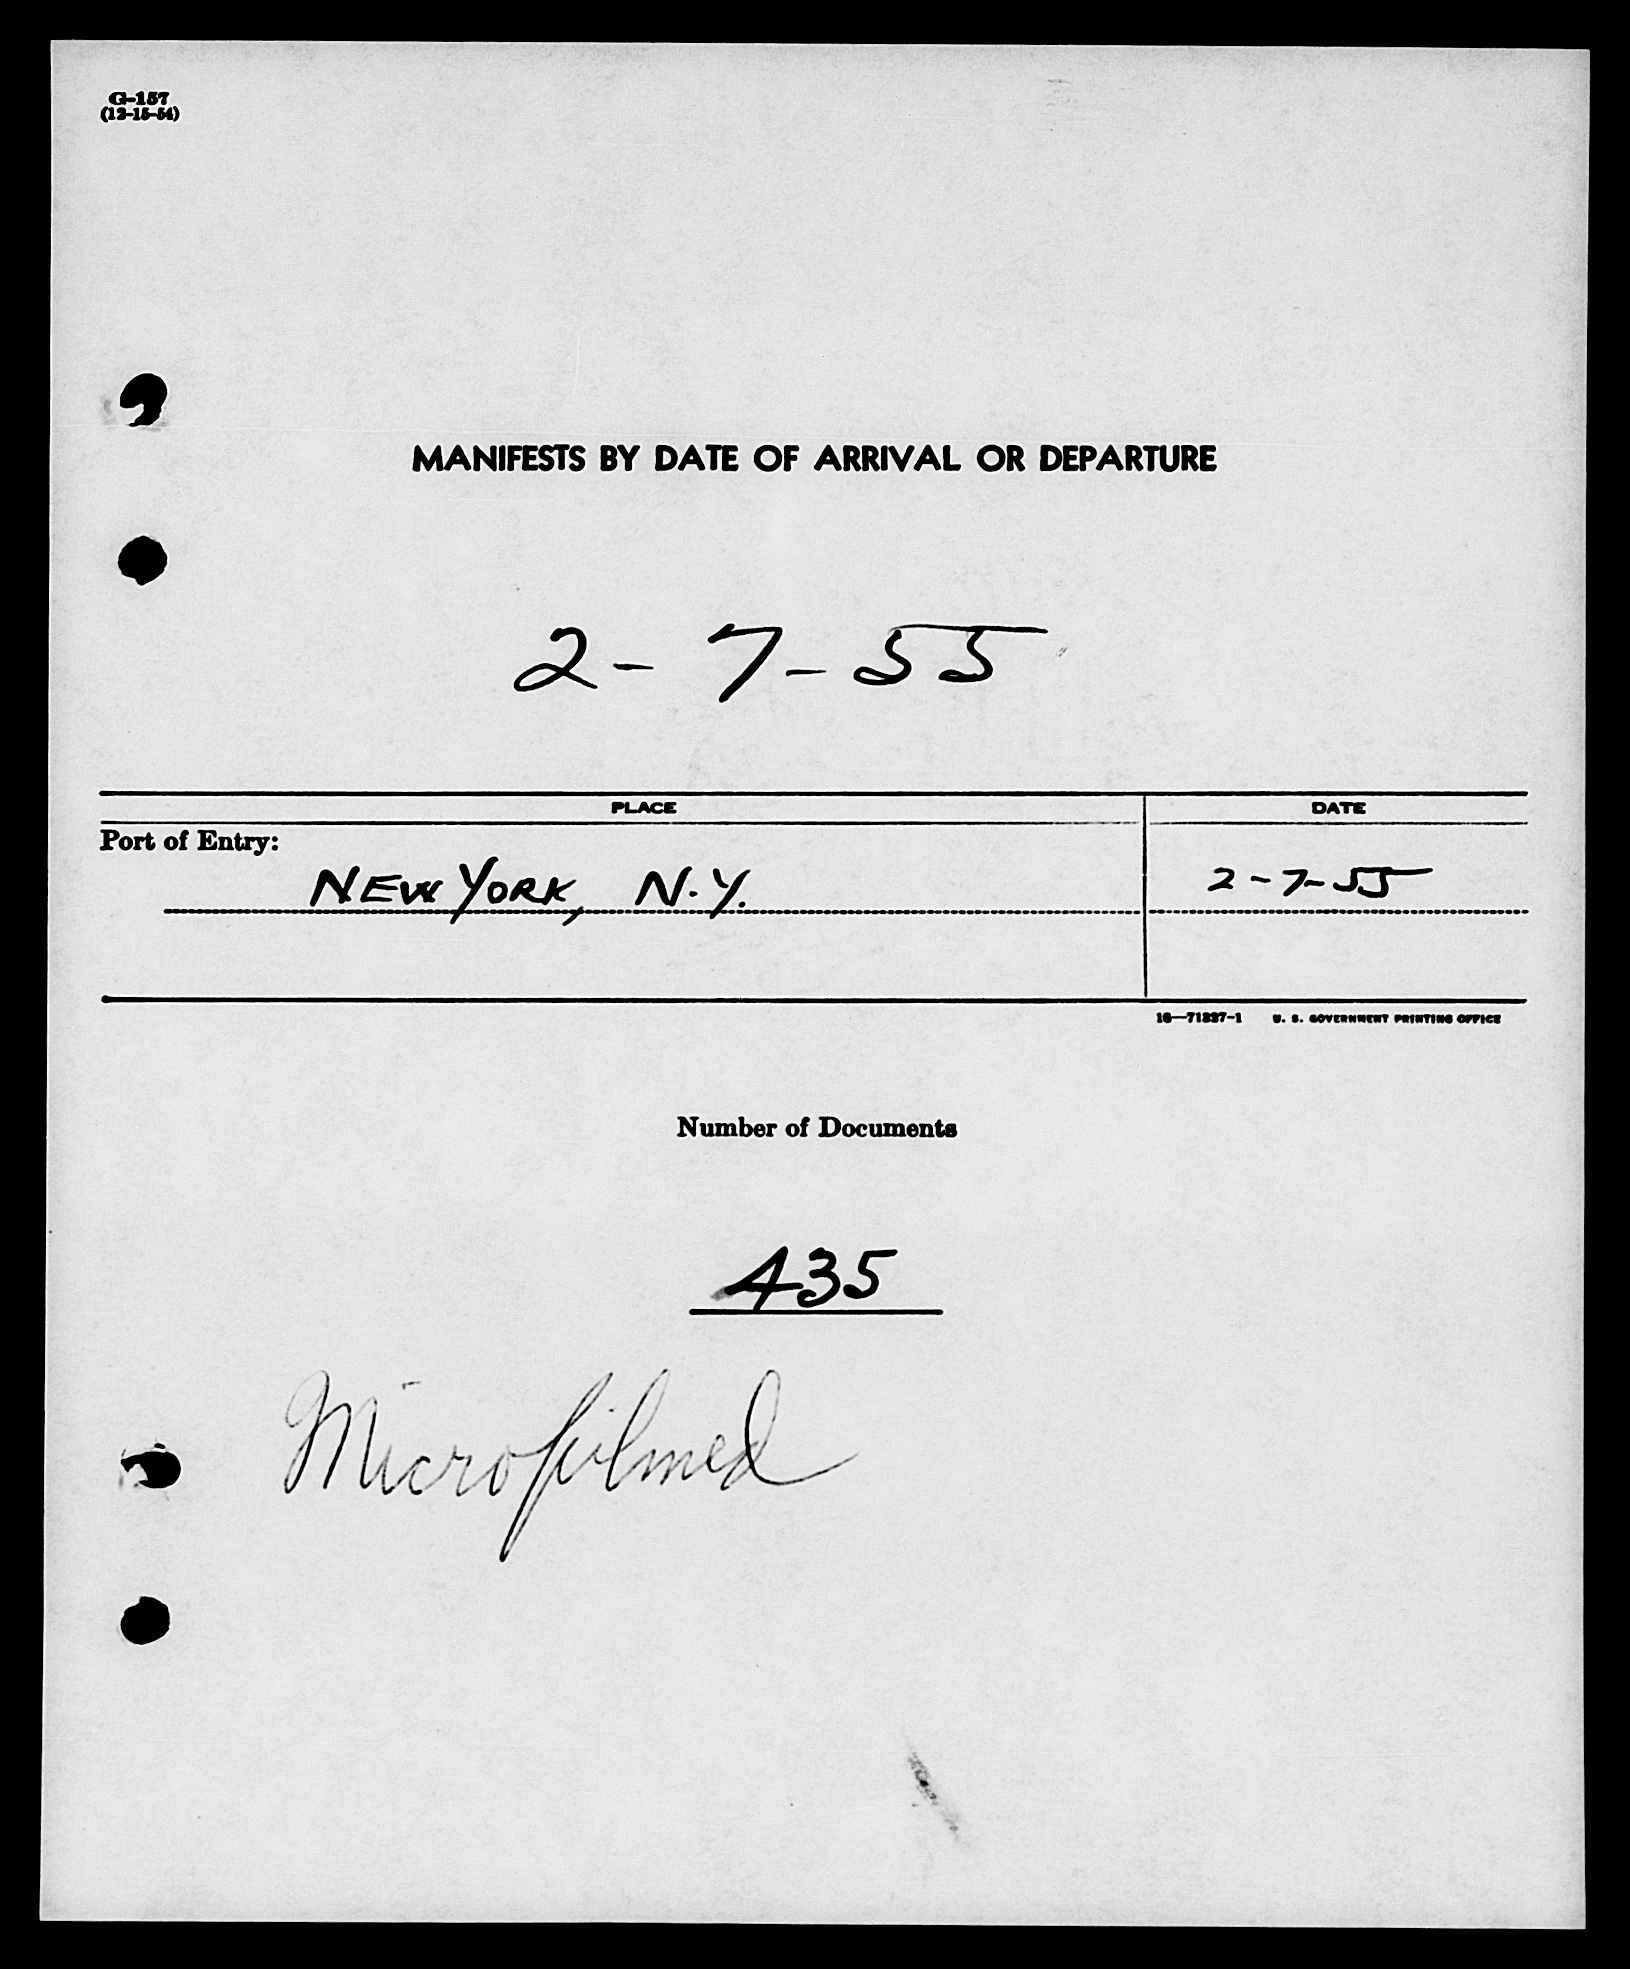 G-157
(12-15-54)
MANIFESTS BY DATE OF ARRIVAL OR DEPARTURE
2-7-55
PLACE DATE
Port of Entry:
NEW YORK, N.Y. 2-7-55
U. S. GOVERNMENT PRINTING OFFICE
Number of Documents
435
Microfilmed